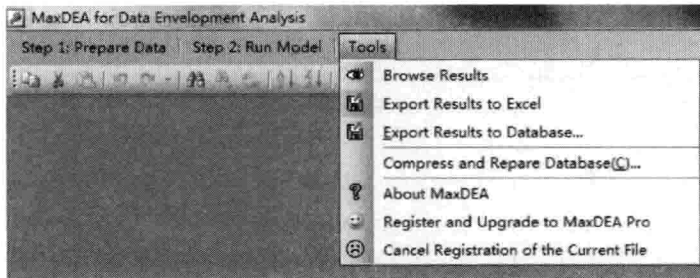 MaxDEA for Data Envelopment Analysis
Step 1: Prepare Data Step 2: Run Model Tools
Browse Results
Export Results to Excel
Export Results to Database...
Compress and Repare Database(C)...
About MaxDEA
Register and Upgrade to MaxDEA Pro
Cancel Registration of the Current File